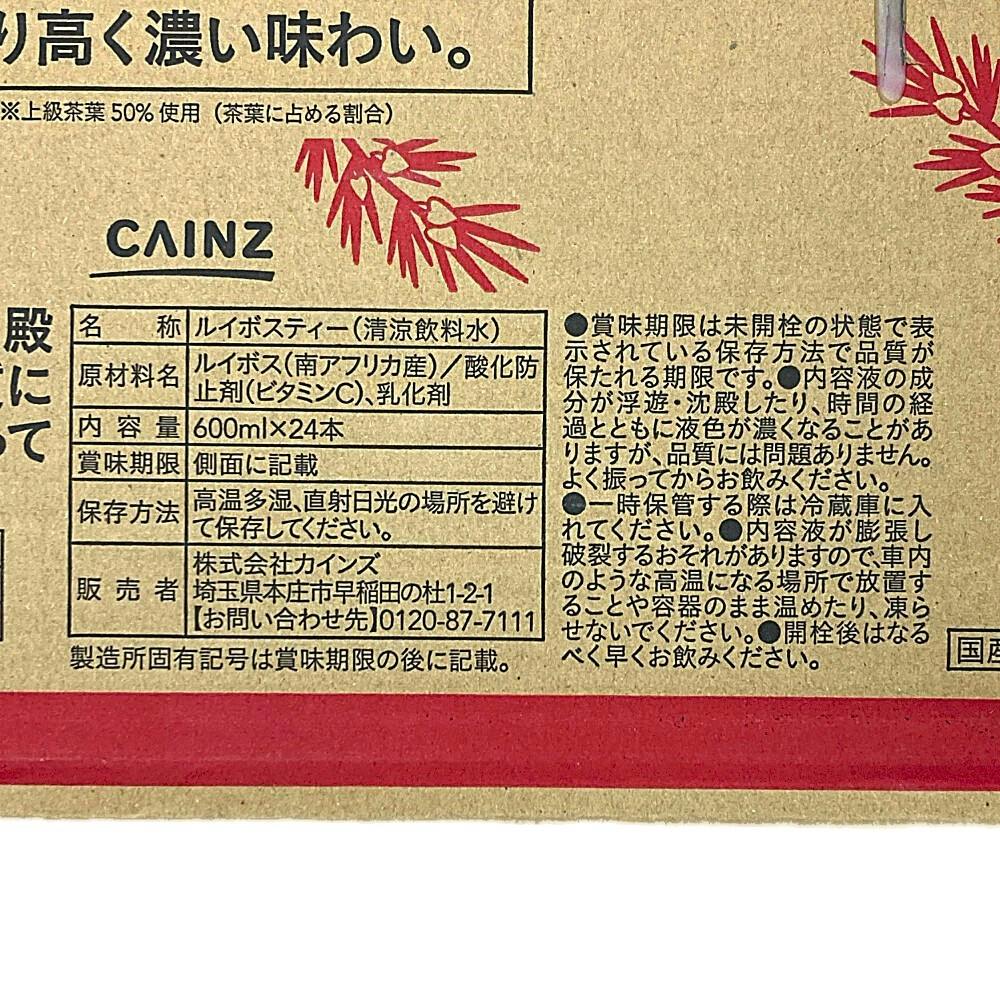 り高く濃い味わい。
※上級茶葉50%使用（茶葉に占める割合）
CAINZ
殿
に
って
名 称 ルイボスティー(清涼飲料水)
原材料名 ルイボス(南アフリカ産)／酸化防
止剤(ビタミンC)、乳化剤
内容量 600ml×24本
賞味期限 側面に記載
保存方法 高温多湿、直射日光の場所を避け
て保存してください。
販売者 株式会社カインズ
埼玉県本庄市早稲田の杜1-2-1
【お問い合わせ先】0120-87-7111
製造所固有記号は賞味期限の後に記載。
●賞味期限は未開栓の状態で表
示されている保存方法で品質が
保たれる期限です。●内容液の成
分が浮遊・沈殿したり、時間の経
過とともに液色が濃くなることがあ
りますが、品質には問題ありません。
よく振ってからお飲みください。
●一時保管する際は冷蔵庫に入
れてください。●内容液が膨張し
破裂するおそれがありますので、車内
のような高温になる場所で放置す
ることや容器のまま温めたり、凍ら
せないでください。●開栓後はなる
べく早くお飲みください。
国産